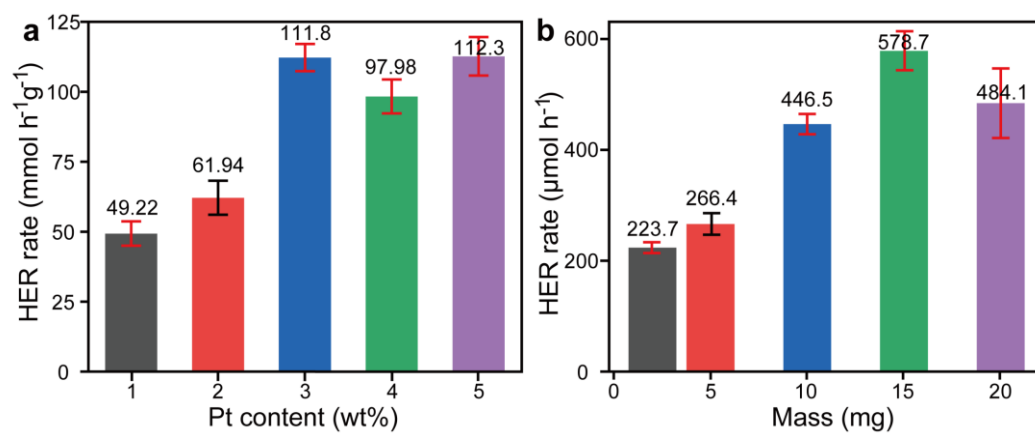 a
HER rate (mmol h⁻¹g⁻¹)
125
100
75
50
25
0
49.22
61.94
111.8
97.98
112.3
1 2 3 4 5
Pt content (wt%)
b
HER rate (μmol h⁻¹)
600
400
200
0
223.7
266.4
446.5
578.7
484.1
0 5 10 15 20
Mass (mg)